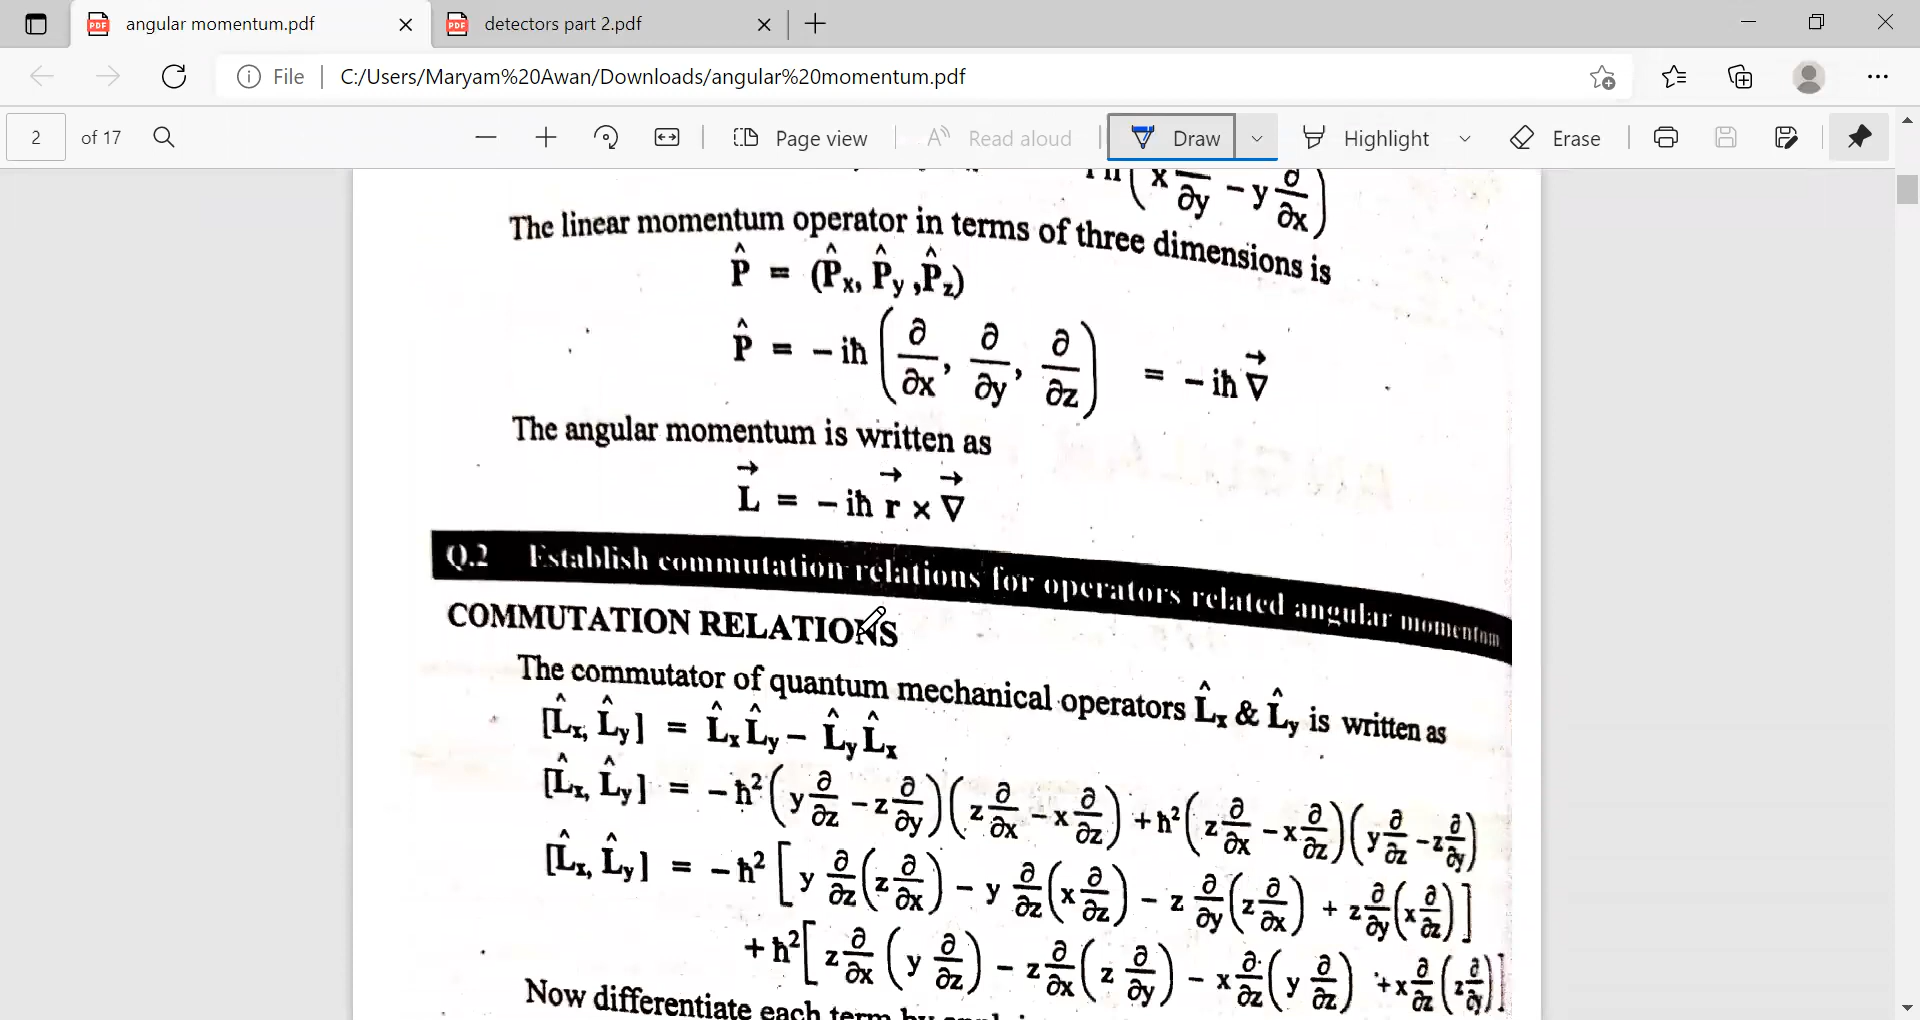 angular momentum.pdf
detectors part 2.pdf
File
C:/Users/Maryam%20Awan/Downloads/angular%20momentum.pdf
2 of 17
Page view
Read aloud
Draw
Highlight
Erase
( x ∂/∂y − y ∂/∂x )
The linear momentum operator in terms of three dimensions is
P̂ = (P̂x, P̂y ,P̂z)
P̂ = − iħ ( ∂/∂x, ∂/∂y, ∂/∂z ) = − iħ ∇⃗
The angular momentum is written as
L⃗ = − iħ r⃗ × ∇⃗
Q.2 Establish commutation relations for operators related angular momentum
COMMUTATION RELATIONS
The commutator of quantum mechanical operators L̂x & L̂y is written as
[L̂x, L̂y] = L̂x L̂y − L̂y L̂x
[L̂x, L̂y] = − ħ² ( y ∂/∂z − z ∂/∂y ) ( z ∂/∂x − x ∂/∂z ) + ħ² ( z ∂/∂x − x ∂/∂z ) ( y ∂/∂z − z ∂/∂y )
[L̂x, L̂y] = − ħ² [ y ∂/∂z ( z ∂/∂x ) − y ∂/∂z ( x ∂/∂z ) − z ∂/∂y ( z ∂/∂x ) + z ∂/∂y ( x ∂/∂z ) ]
+ ħ² [ z ∂/∂x ( y ∂/∂z ) − z ∂/∂x ( z ∂/∂y ) − x ∂/∂z ( y ∂/∂z ) + x ∂/∂z ( z ∂/∂y ) ]
Now differentiate each term by